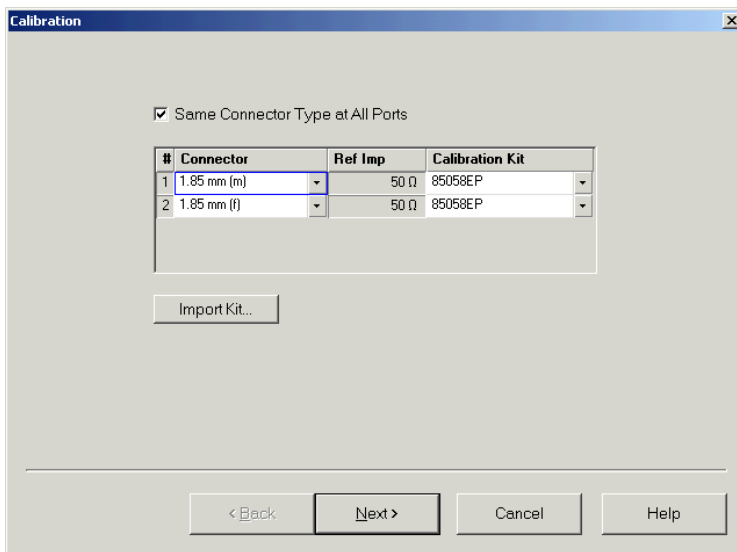 Calibration
Same Connector Type at All Ports
# Connector Ref Imp Calibration Kit
1 1.85 mm (m) 50 Ω 85058EP
2 1.85 mm (f) 50 Ω 85058EP
Import Kit...
< Back Next > Cancel Help